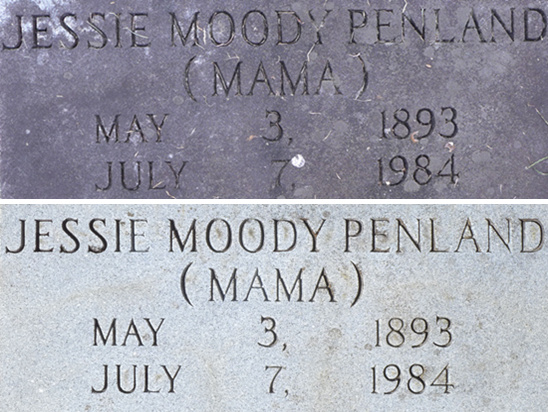 JESSIE MOODY PENLAND
(MAMA)
MAY 3, 1893
JULY 7, 1984
JESSIE MOODY PENLAND
(MAMA)
MAY 3, 1893
JULY 7, 1984